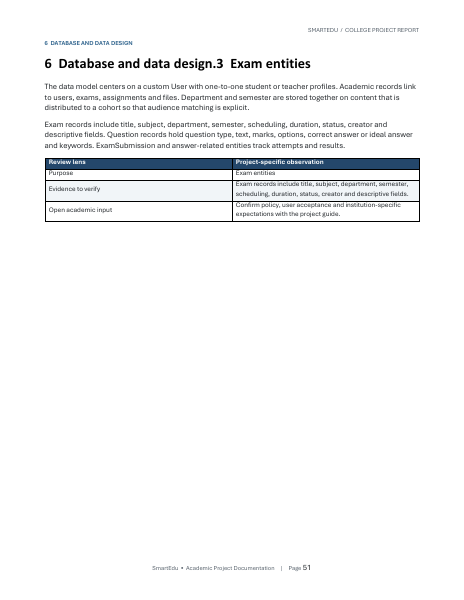 SMARTEDU / COLLEGE PROJECT REPORT
6 DATABASE AND DATA DESIGN
6 Database and data design.3 Exam entities
The data model centers on a custom User with one-to-one student or teacher profiles. Academic records link
to users, exams, assignments and files. Department and semester are stored together on content that is
distributed to a cohort so that audience matching is explicit.
Exam records include title, subject, department, semester, scheduling, duration, status, creator and
descriptive fields. Question records hold question type, text, marks, options, correct answer or ideal answer
and keywords. ExamSubmission and answer-related entities track attempts and results.
Review lens Project-specific observation
Purpose Exam entities
Evidence to verify Exam records include title, subject, department, semester,
scheduling, duration, status, creator and descriptive fields.
Open academic input Confirm policy, user acceptance and institution-specific
expectations with the project guide.
SmartEdu • Academic Project Documentation | Page 51